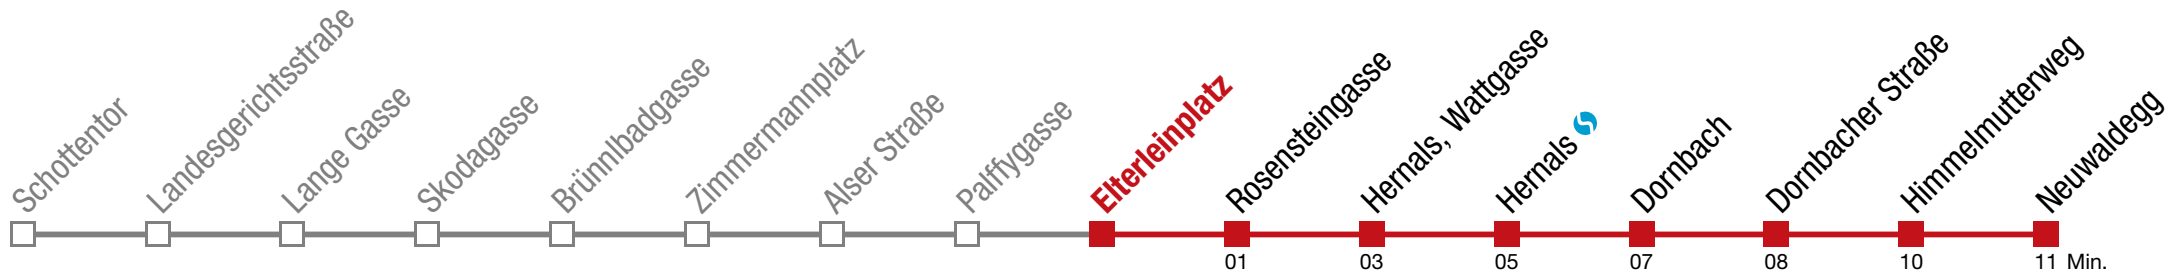 Schottentor
Landesgerichtsstraße
Lange Gasse
Skodagasse
Brünnlbadgasse
Zimmermannplatz
Alser Straße
Palffygasse
Elterleinplatz
Rosensteingasse
Hernals, Wattgasse
Hernals
Dornbach
Dornbacher Straße
Himmelmutterweg
Neuwaldegg
01 03 05 07 08 10 11 Min.